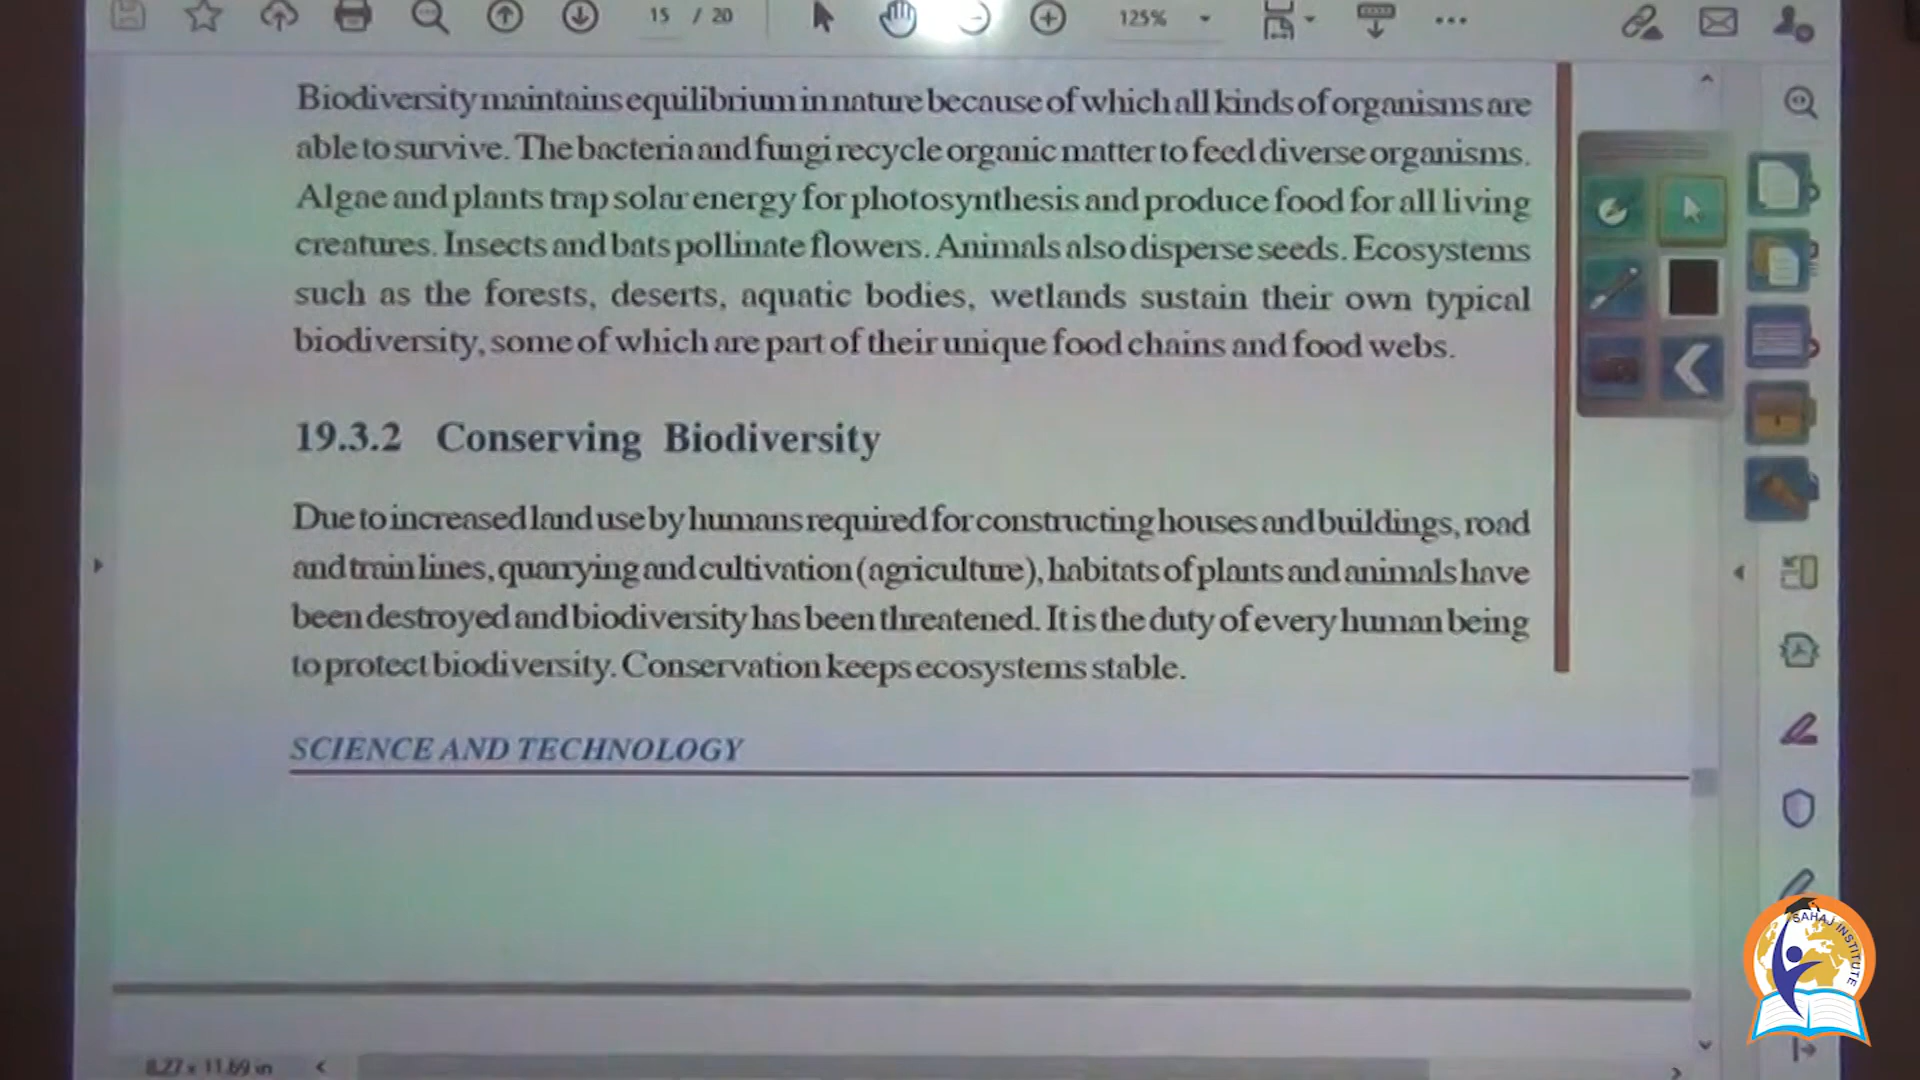 15 / 20
125%
Biodiversity maintains equilibrium in nature because of which all kinds of organisms are
able to survive. The bacteria and fungi recycle organic matter to feed diverse organisms.
Algae and plants trap solar energy for photosynthesis and produce food for all living
creatures. Insects and bats pollinate flowers. Animals also disperse seeds. Ecosystems
such as the forests, deserts, aquatic bodies, wetlands sustain their own typical
biodiversity, some of which are part of their unique food chains and food webs.
19.3.2 Conserving Biodiversity
Due to increased land use by humans required for constructing houses and buildings, road
and train lines, quarrying and cultivation (agriculture), habitats of plants and animals have
been destroyed and biodiversity has been threatened. It is the duty of every human being
to protect biodiversity. Conservation keeps ecosystems stable.
SCIENCE AND TECHNOLOGY
SAHAJ INSTITUTE
8.27 x 11.69 in